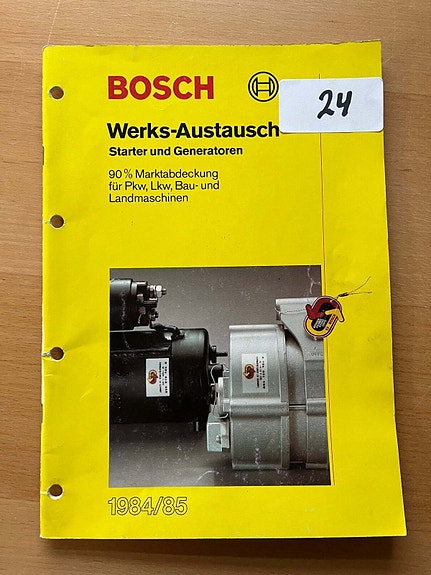 BOSCH
24
Werks-Austausch
Starter und Generatoren
90% Marktabdeckung
für Pkw, Lkw, Bau- und
Landmaschinen
1984/85